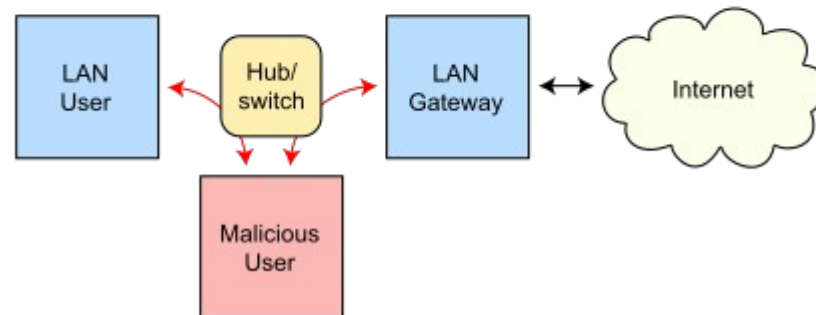 LAN
User
Hub/
switch
LAN
Gateway
Internet
Malicious
User